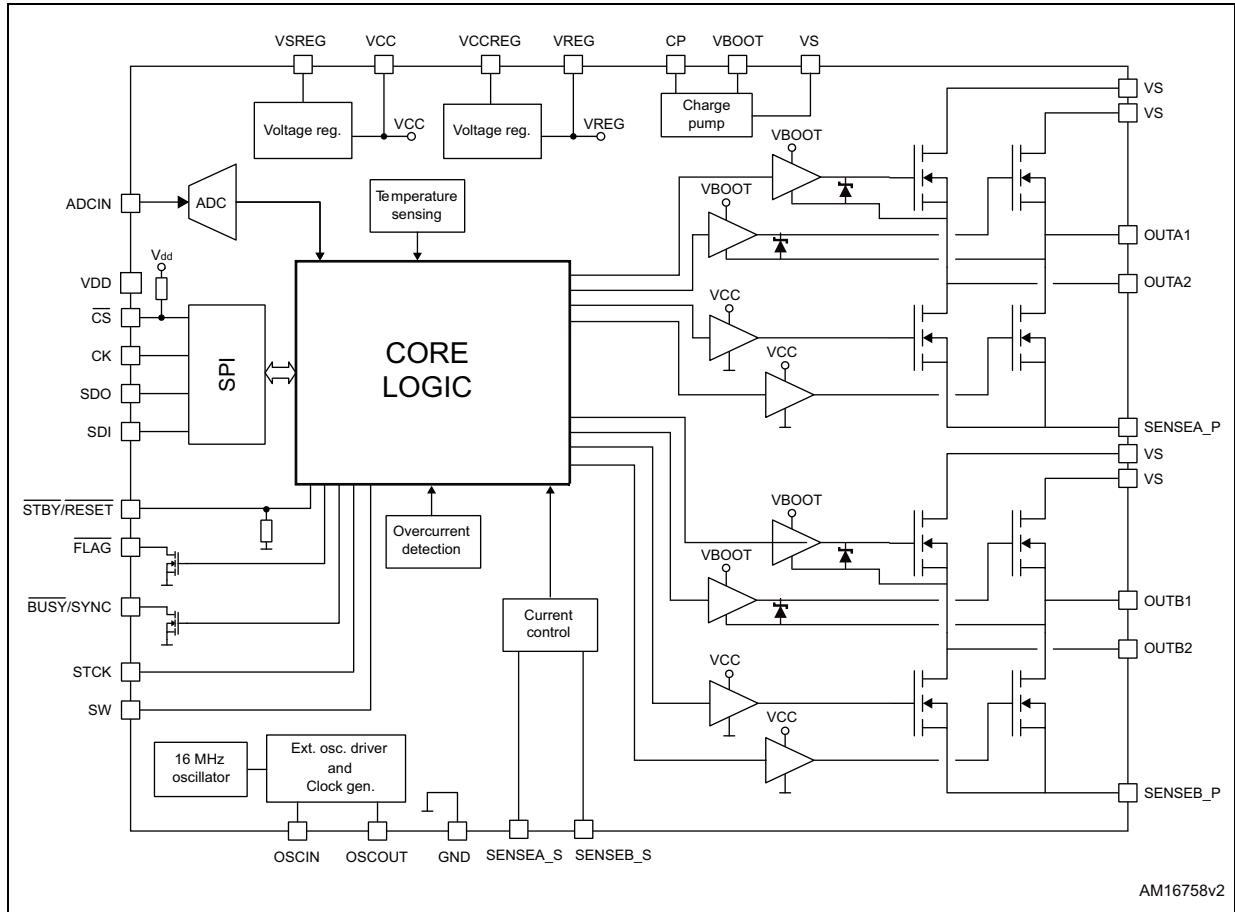 VSREG VCC VCCREG VREG CP VBOOT VS
VS
VS
Voltage reg.
VCC
Voltage reg.
VREG
Charge
pump
VBOOT
ADCIN
ADC
Temperature
sensing
VBOOT
OUTA1
Vdd
VDD
OUTA2
CS
CK
SDO
SDI
SPI
CORE
LOGIC
VCC
VCC
SENSEA_P
VS
VS
STBY/RESET
FLAG
BUSY/SYNC
STCK
SW
Overcurrent
detection
Current
control
VBOOT
VBOOT
OUTB1
OUTB2
VCC
VCC
16 MHz
oscillator
Ext. osc. driver
and
Clock gen.
SENSEB_P
OSCIN OSCOUT GND SENSEA_S SENSEB_S
AM16758v2